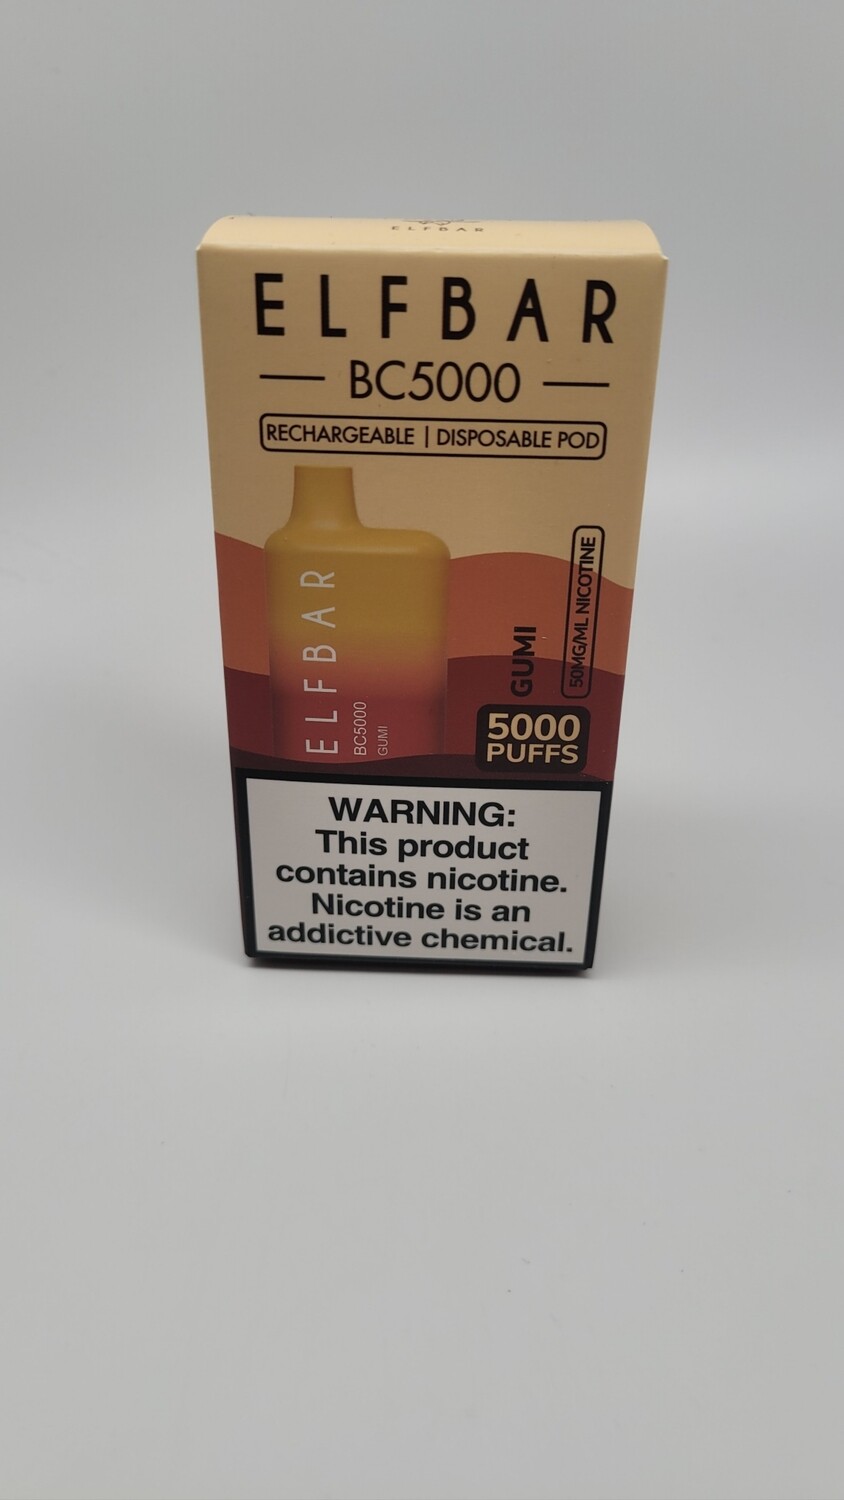 ELFBAR
ELFBAR
BC5000
RECHARGEABLE | DISPOSABLE POD
ELFBAR
BC5000
GUMI
GUMI
50MG/ML NICOTINE
5000
PUFFS
WARNING:
This product
contains nicotine.
Nicotine is an
addictive chemical.